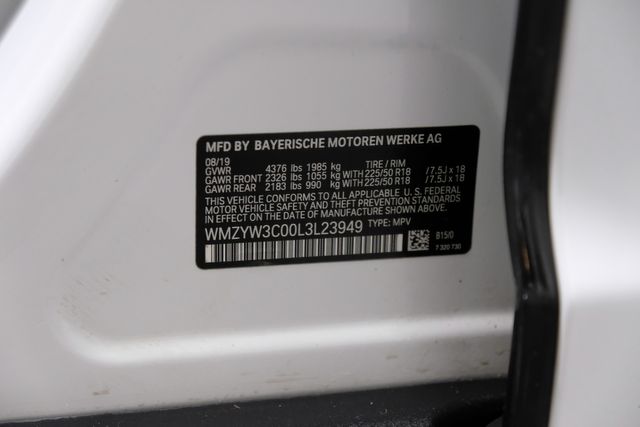 MFD BY BAYERISCHE MOTOREN WERKE AG
08/19
GVWR 4376 lbs 1985 kg TIRE / RIM
GAWR FRONT 2326 lbs 1055 kg WITH 225/50 R18 /7.5J x 18
GAWR REAR 2183 lbs 990 kg WITH 225/50 R18 /7.5J x 18
THIS VEHICLE CONFORMS TO ALL APPLICABLE U.S. FEDERAL
MOTOR VEHICLE SAFETY, BUMPER, AND THEFT PREVENTION STANDARDS
IN EFFECT ON THE DATE OF MANUFACTURE SHOWN ABOVE.
WMZYW3C00L3L23949 TYPE: MPV
B15/0
7 320 730